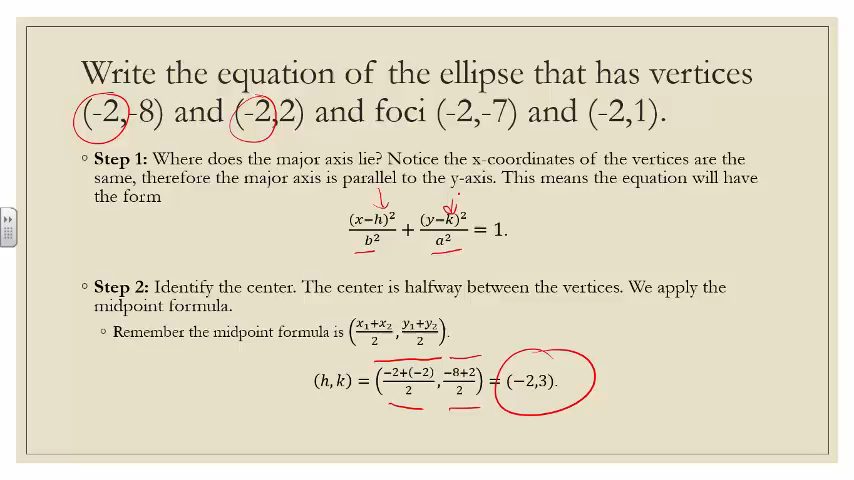 Write the equation of the ellipse that has vertices
(-2,-8) and (-2,2) and foci (-2,-7) and (-2,1).
◦ Step 1: Where does the major axis lie? Notice the x-coordinates of the vertices are the
same, therefore the major axis is parallel to the y-axis. This means the equation will have
the form
(x−h)²/b² + (y−k)²/a² = 1.
◦ Step 2: Identify the center. The center is halfway between the vertices. We apply the
midpoint formula.
◦ Remember the midpoint formula is (x₁+x₂/2, y₁+y₂/2).
(h, k) = (−2+(−2)/2, −8+2/2) = (−2,3).